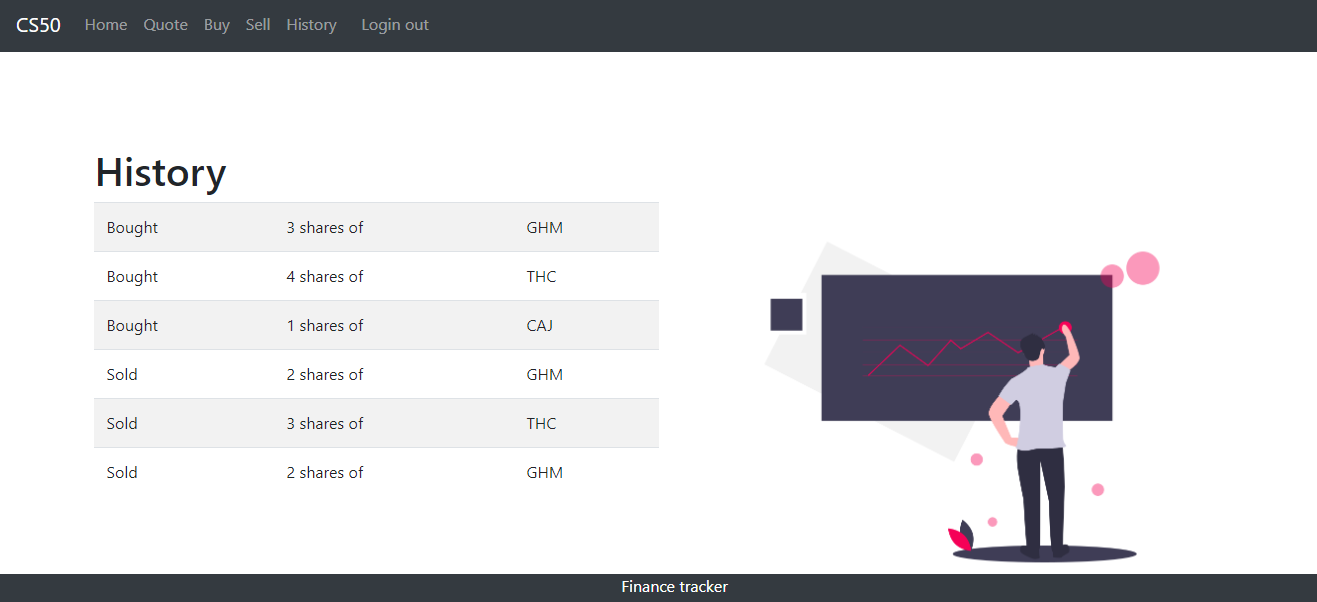 CS50 Home Quote Buy Sell History Login out
History
Bought 3 shares of GHM
Bought 4 shares of THC
Bought 1 shares of CAJ
Sold 2 shares of GHM
Sold 3 shares of THC
Sold 2 shares of GHM
Finance tracker